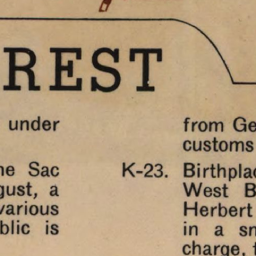 REST
under
ne Sac
gust, a
various
blic is
from Ge
customs
K-23. Birthplac
West B
Herbert
in a sm
charge, f